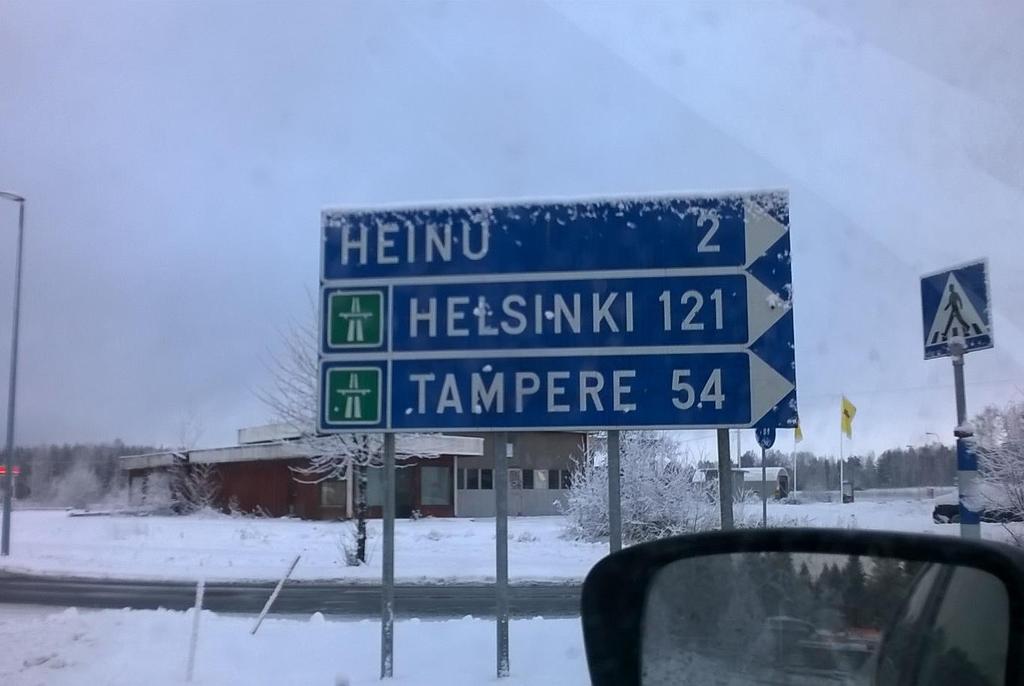 HEINU 2
HELSINKI 121
TAMPERE 54